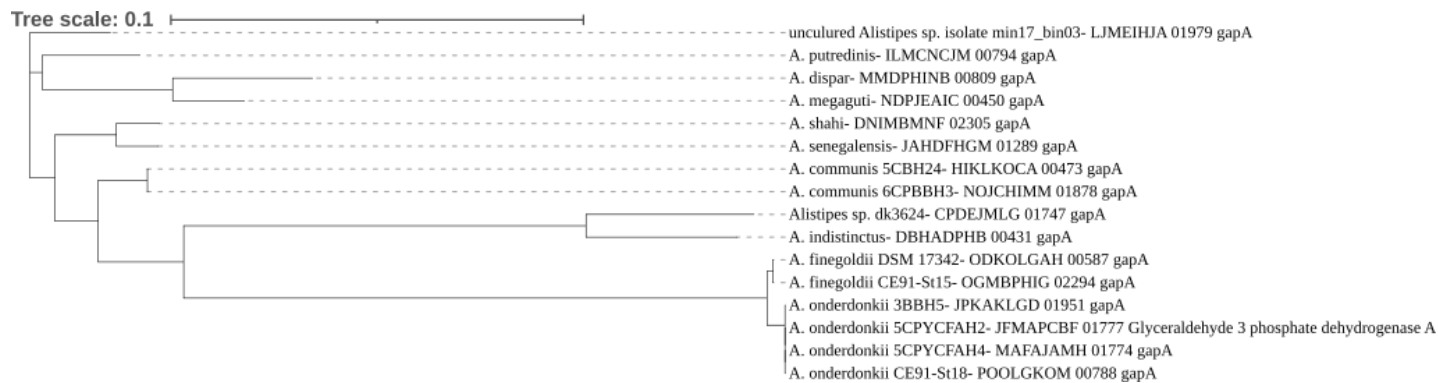 Tree scale: 0.1
unculured Alistipes sp. isolate min17_bin03- LJMEIHJA 01979 gapA
A. putredinis- ILMCNCJM 00794 gapA
A. dispar- MMDPHINB 00809 gapA
A. megaguti- NDPJEAIC 00450 gapA
A. shahi- DNIMBMNF 02305 gapA
A. senegalensis- JAHDFHGM 01289 gapA
A. communis 5CBH24- HIKLKOCA 00473 gapA
A. communis 6CPBBH3- NOJCHIMM 01878 gapA
Alistipes sp. dk3624- CPDEJMLG 01747 gapA
A. indistinctus- DBHADPHB 00431 gapA
A. finegoldii DSM 17342- ODKOLGAH 00587 gapA
A. finegoldii CE91-St15- OGMBPHIG 02294 gapA
A. onderdonkii 3BBH5- JPKAKLGD 01951 gapA
A. onderdonkii 5CPYCFAH2- JFMAPCBF 01777 Glyceraldehyde 3 phosphate dehydrogenase A
A. onderdonkii 5CPYCFAH4- MAFAJAMH 01774 gapA
A. onderdonkii CE91-St18- POOLGKOM 00788 gapA